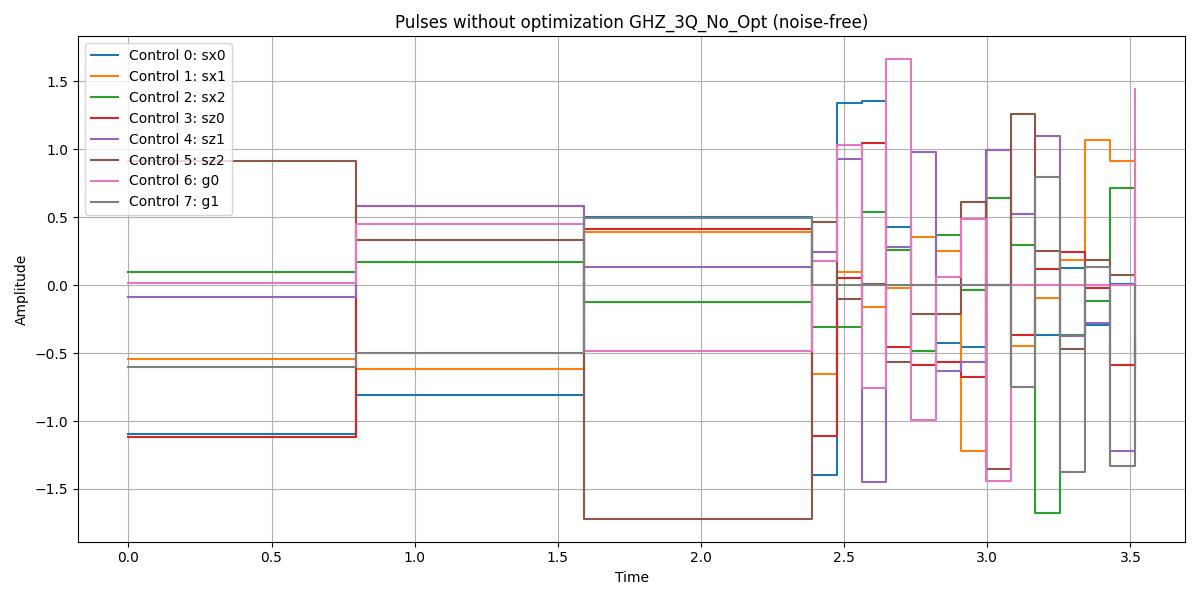 Pulses without optimization GHZ_3Q_No_Opt (noise-free)
Control 0: sx0
Control 1: sx1
Control 2: sx2
Control 3: sz0
Control 4: sz1
Control 5: sz2
Control 6: g0
Control 7: g1
1.5
1.0
0.5
0.0
−0.5
−1.0
−1.5
Amplitude
0.0 0.5 1.0 1.5 2.0 2.5 3.0 3.5
Time